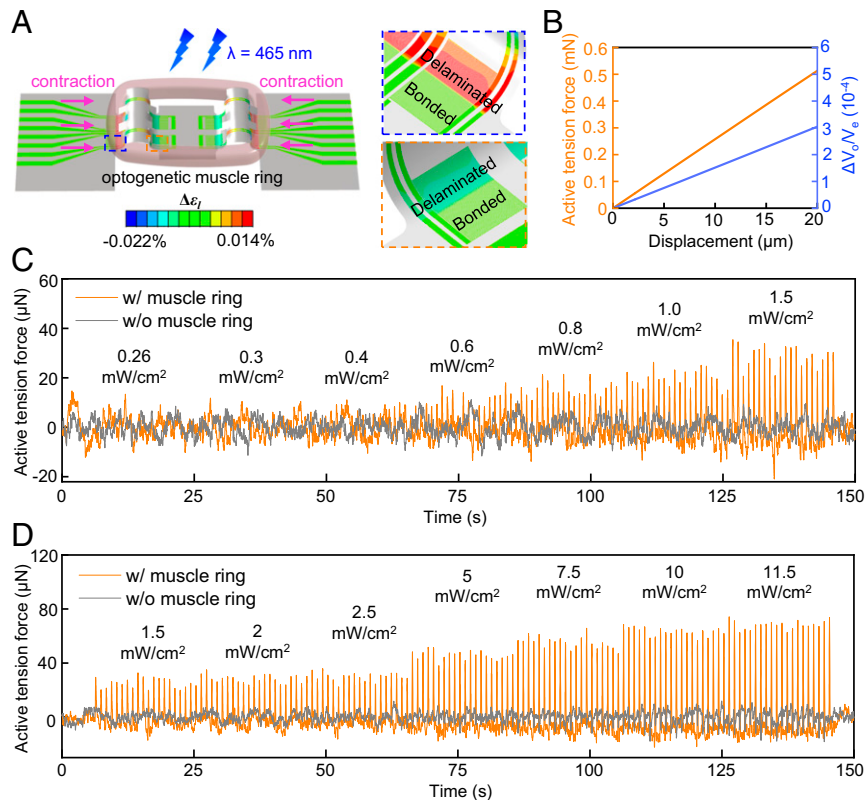 A
λ = 465 nm
contraction
contraction
optogenetic muscle ring
Δε_l
-0.022%
0.014%
Delaminated
Bonded
Delaminated
Bonded
B
Active tension force (mN)
0.6
0.5
0.4
0.3
0.2
0.1
0
0
5
10
15
20
Displacement (µm)
6
5
4
3
2
1
0
ΔV₀/Vₑ (10⁻⁴)
C
Active tension force (µN)
60
40
20
0
-20
w/ muscle ring
w/o muscle ring
0.26
mW/cm²
0.3
mW/cm²
0.4
mW/cm²
0.6
mW/cm²
0.8
mW/cm²
1.0
mW/cm²
1.5
mW/cm²
0
25
50
75
100
125
150
Time (s)
D
Active tension force (µN)
120
80
40
0
w/ muscle ring
w/o muscle ring
1.5
mW/cm²
2
mW/cm²
2.5
mW/cm²
5
mW/cm²
7.5
mW/cm²
10
mW/cm²
11.5
mW/cm²
0
25
50
75
100
125
150
Time (s)